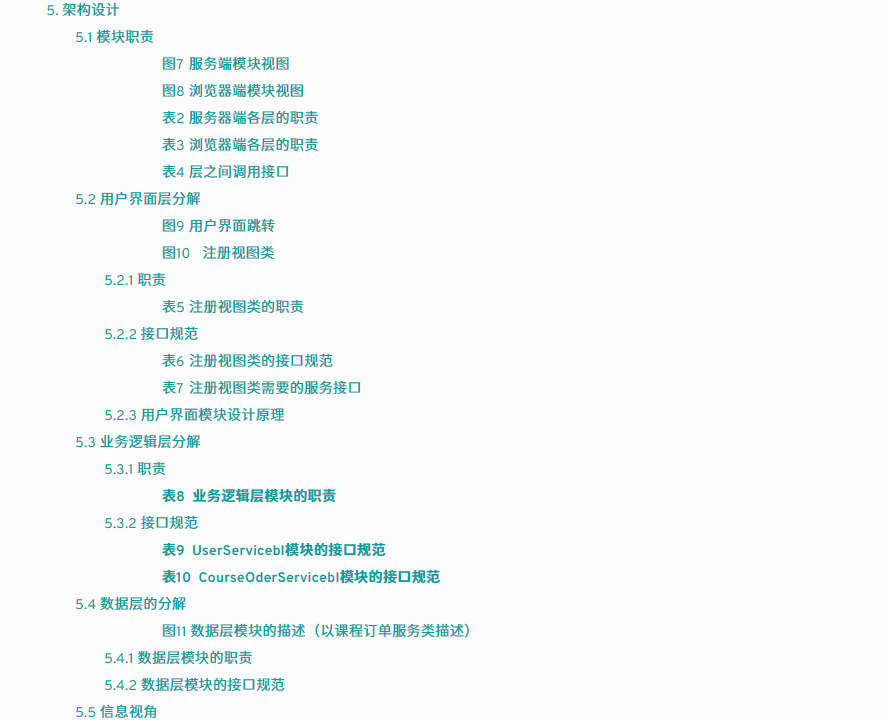 5. 架构设计
5.1 模块职责
图7 服务端模块视图
图8 浏览器端模块视图
表2 服务器端各层的职责
表3 浏览器端各层的职责
表4 层之间调用接口
5.2 用户界面层分解
图9 用户界面跳转
图10 注册视图类
5.2.1 职责
表5 注册视图类的职责
5.2.2 接口规范
表6 注册视图类的接口规范
表7 注册视图类需要的服务接口
5.2.3 用户界面模块设计原理
5.3 业务逻辑层分解
5.3.1 职责
表8 业务逻辑层模块的职责
5.3.2 接口规范
表9 UserServicebl模块的接口规范
表10 CourseOderServicebl模块的接口规范
5.4 数据层的分解
图11 数据层模块的描述（以课程订单服务类描述）
5.4.1 数据层模块的职责
5.4.2 数据层模块的接口规范
5.5 信息视角